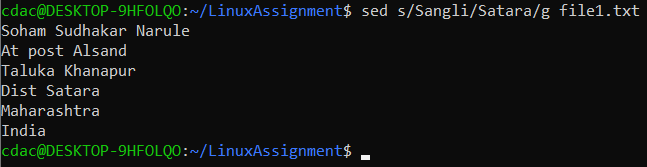 cdac@DESKTOP-9HFOLQO:~/LinuxAssignment$ sed s/Sangli/Satara/g file1.txt
Soham Sudhakar Narule
At post Alsand
Taluka Khanapur
Dist Satara
Maharashtra
India
cdac@DESKTOP-9HFOLQO:~/LinuxAssignment$